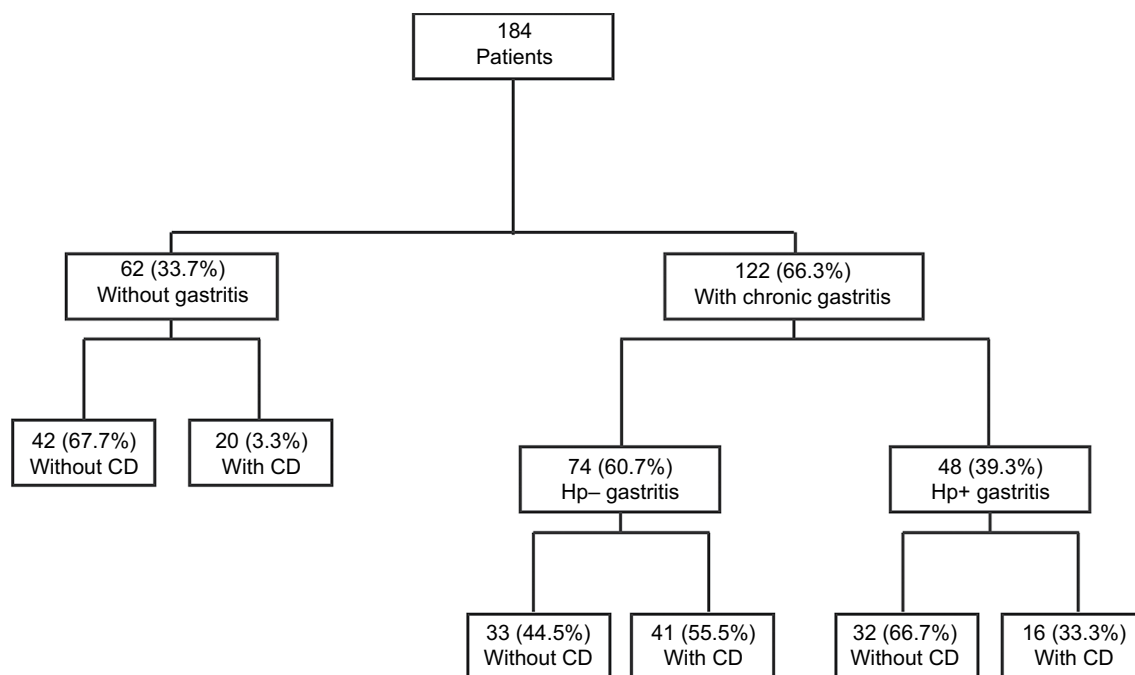 184
Patients
62 (33.7%)
Without gastritis
122 (66.3%)
With chronic gastritis
42 (67.7%)
Without CD
20 (3.3%)
With CD
74 (60.7%)
Hp– gastritis
48 (39.3%)
Hp+ gastritis
33 (44.5%)
Without CD
41 (55.5%)
With CD
32 (66.7%)
Without CD
16 (33.3%)
With CD